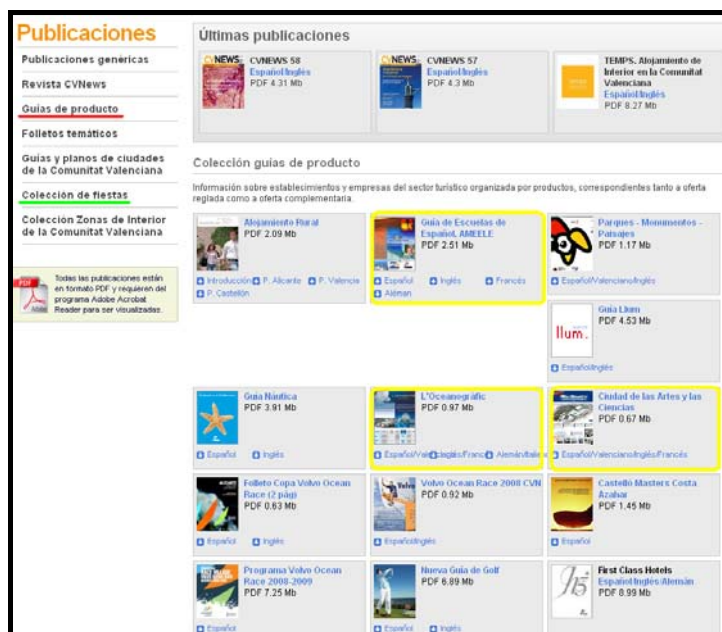 Publicaciones
Publicaciones genéricas
Revista CVNews
Guías de producto
Folletos temáticos
Guías y planos de ciudades
de la Comunitat Valenciana
Colección de fiestas
Colección Zonas de Interior
de la Comunitat Valenciana
PDF
Adobe
Todas las publicaciones están
en formato PDF y requieren del
programa Adobe Acrobat
Reader para ser visualizadas.
Últimas publicaciones
CVNEWS
CVNEWS 58
Español/Inglés
PDF 4.31 Mb
CVNEWS
CVNEWS 57
Español/Inglés
PDF 4.3 Mb
TEMPS. Alojamiento de
Interior en la Comunitat
Valenciana
Español/Inglés
PDF 8.27 Mb
Colección guías de producto
Información sobre establecimientos y empresas del sector turístico organizada por productos, correspondientes tanto a oferta
reglada como a oferta complementaria.
Alojamiento Rural
PDF 2.09 Mb
Introducción P. Alicante P. Valencia
P. Castellón
Guía de Escuelas de
Español. AMEELE
PDF 2.51 Mb
Español Inglés Francés
Aléman
Parques - Monumentos -
Paisajes
PDF 1.17 Mb
Español/Valenciano/Inglés
llum.
Guía Llum
PDF 4.53 Mb
Español/Inglés
Guía Náutica
PDF 3.91 Mb
Español Inglés
L'Oceanogràfic
PDF 0.97 Mb
Ciudad de las Artes y las
Ciencias
PDF 0.67 Mb
Español/Valenciano/Inglés/Francés
Folleto Copa Volvo Ocean
Race (2 pág)
PDF 0.63 Mb
Español Inglés
Volvo
Volvo Ocean Race 2008 CVN
PDF 0.92 Mb
Español/Inglés
Castelló Masters Costa
Azahar
PDF 1.45 Mb
Español
Programa Volvo Ocean
Race 2008-2009
PDF 7.25 Mb
Español
Nueva Guía de Golf
PDF 6.89 Mb
Español Inglés
First Class Hotels
Español/Inglés/Alemán
PDF 8.99 Mb